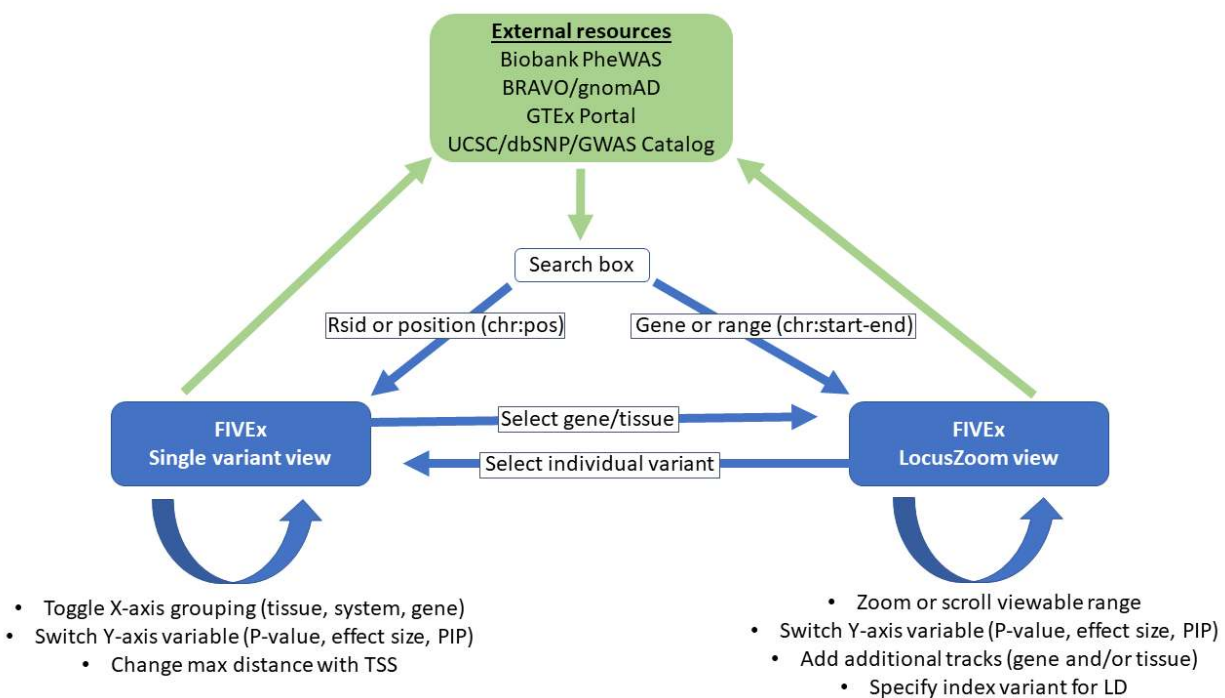 External resources
Biobank PheWAS
BRAVO/gnomAD
GTEx Portal
UCSC/dbSNP/GWAS Catalog
Search box
Rsid or position (chr:pos)
Gene or range (chr:start-end)
FIVEx
Single variant view
Select gene/tissue
Select individual variant
FIVEx
LocusZoom view
• Toggle X-axis grouping (tissue, system, gene)
• Switch Y-axis variable (P-value, effect size, PIP)
• Change max distance with TSS
• Zoom or scroll viewable range
• Switch Y-axis variable (P-value, effect size, PIP)
• Add additional tracks (gene and/or tissue)
• Specify index variant for LD